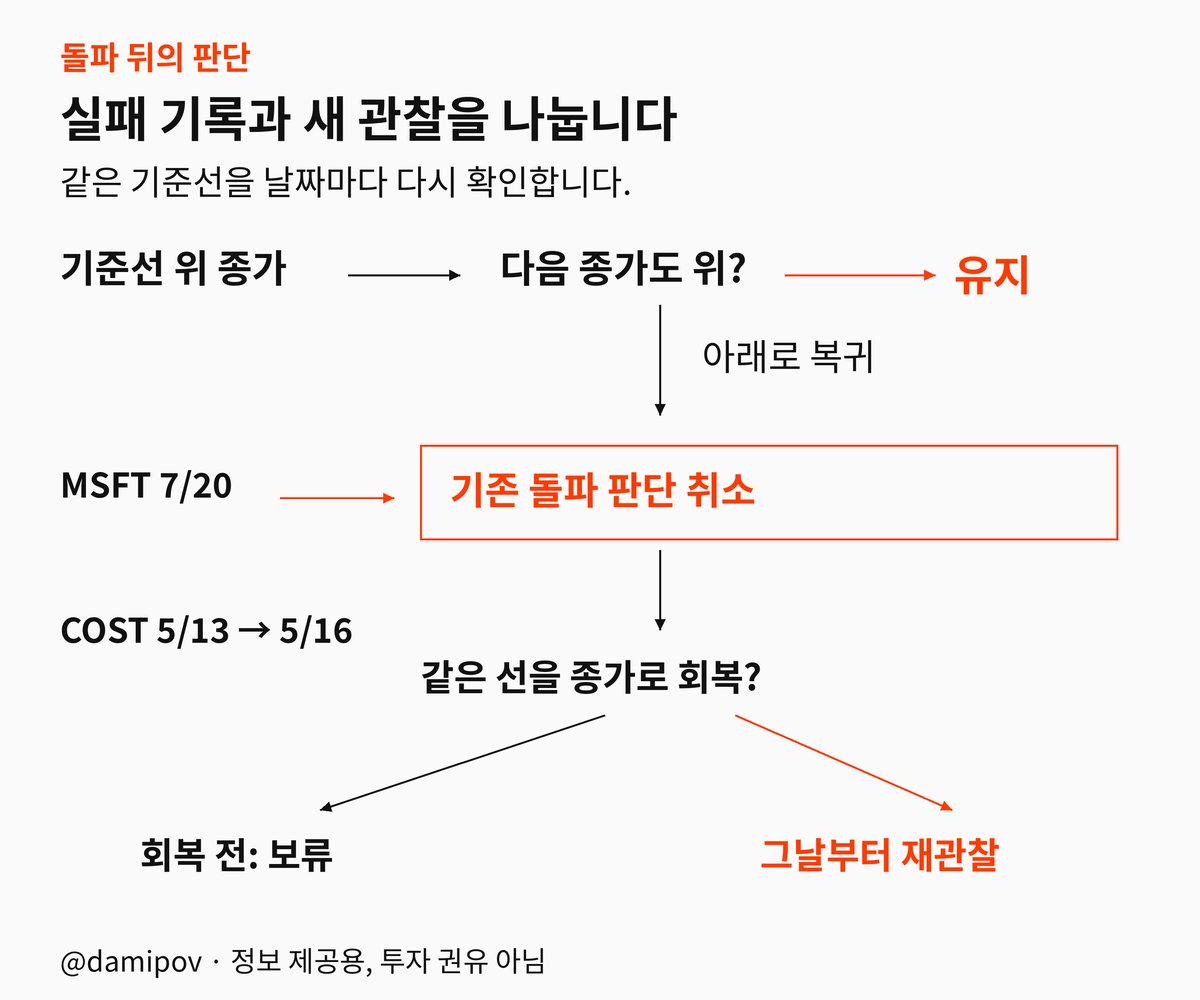 돌파 뒤의 판단
실패 기록과 새 관찰을 나눕니다
같은 기준선을 날짜마다 다시 확인합니다.
기준선 위 종가
다음 종가도 위?
유지
아래로 복귀
MSFT 7/20
기존 돌파 판단 취소
COST 5/13 → 5/16
같은 선을 종가로 회복?
회복 전: 보류
그날부터 재관찰
@damipov · 정보 제공용, 투자 권유 아님